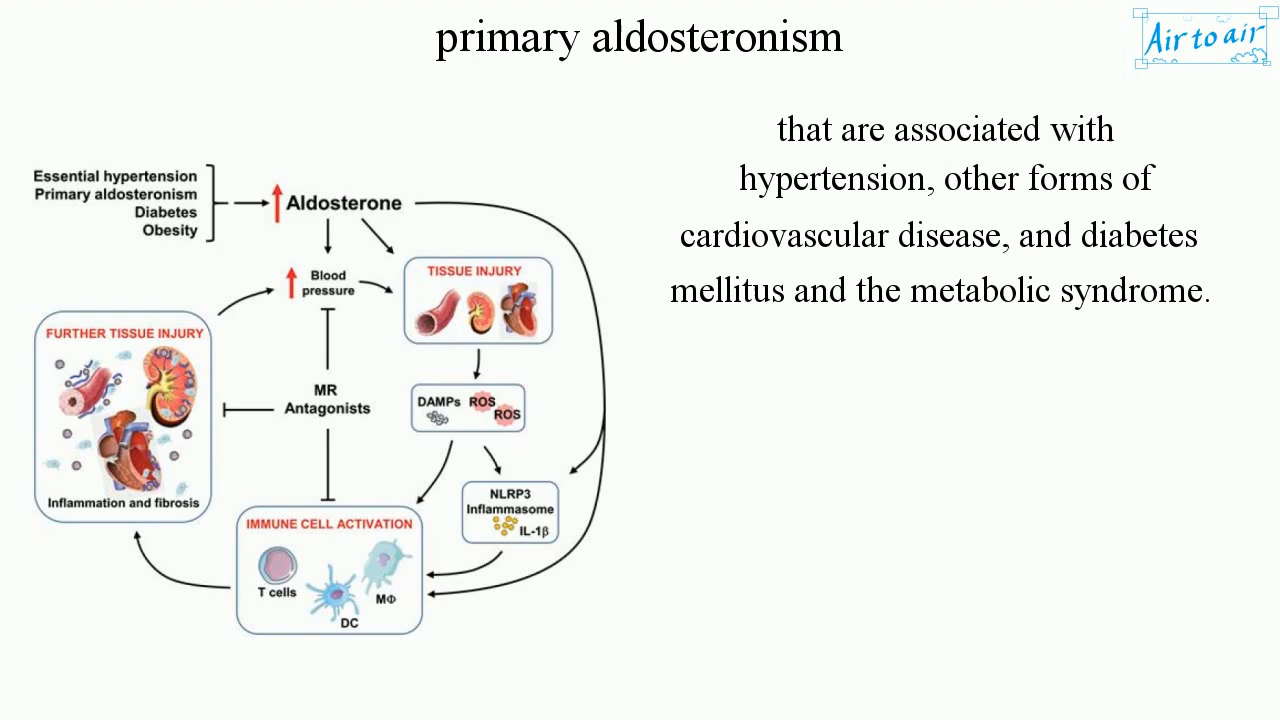 primary aldosteronism
Air to air
that are associated with
hypertension, other forms of
cardiovascular disease, and diabetes
mellitus and the metabolic syndrome.
Essential hypertension
Primary aldosteronism
Diabetes
Obesity
Aldosterone
Blood
pressure
TISSUE INJURY
FURTHER TISSUE INJURY
Inflammation and fibrosis
MR
Antagonists
DAMPs ROS
ROS
NLRP3
Inflammasome
IL-1β
IMMUNE CELL ACTIVATION
T cells
MΦ
DC